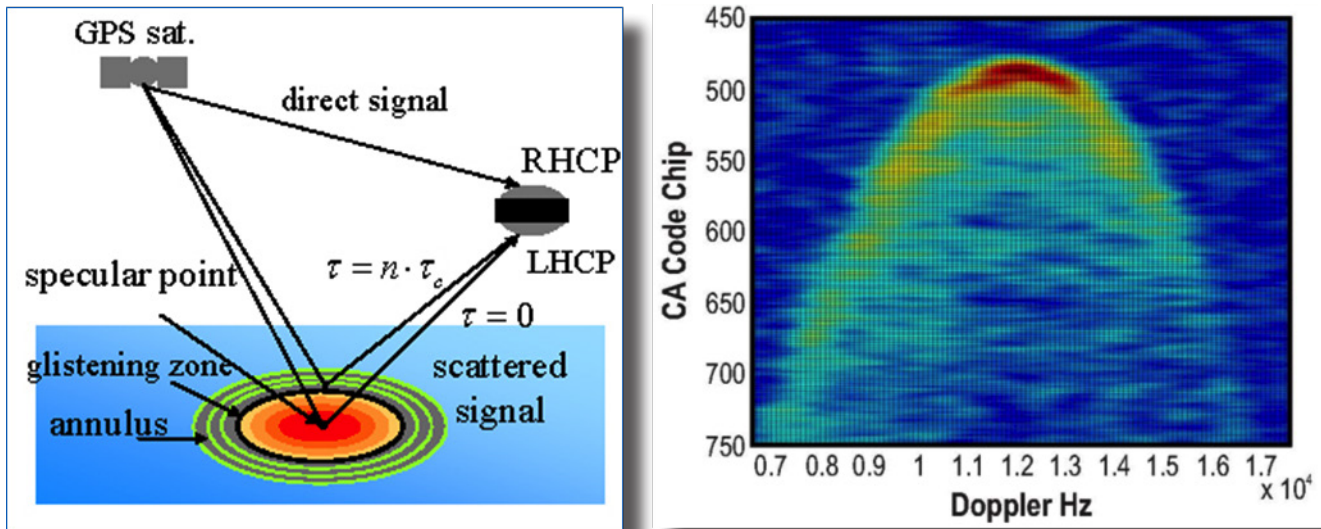 GPS sat.
direct signal
RHCP
LHCP
τ = n · τc
specular point
τ = 0
glistening zone
scattered
signal
annulus
450
500
550
600
650
700
750
CA Code Chip
0.7 0.8 0.9 1 1.1 1.2 1.3 1.4 1.5 1.6 1.7
x 10⁴
Doppler Hz